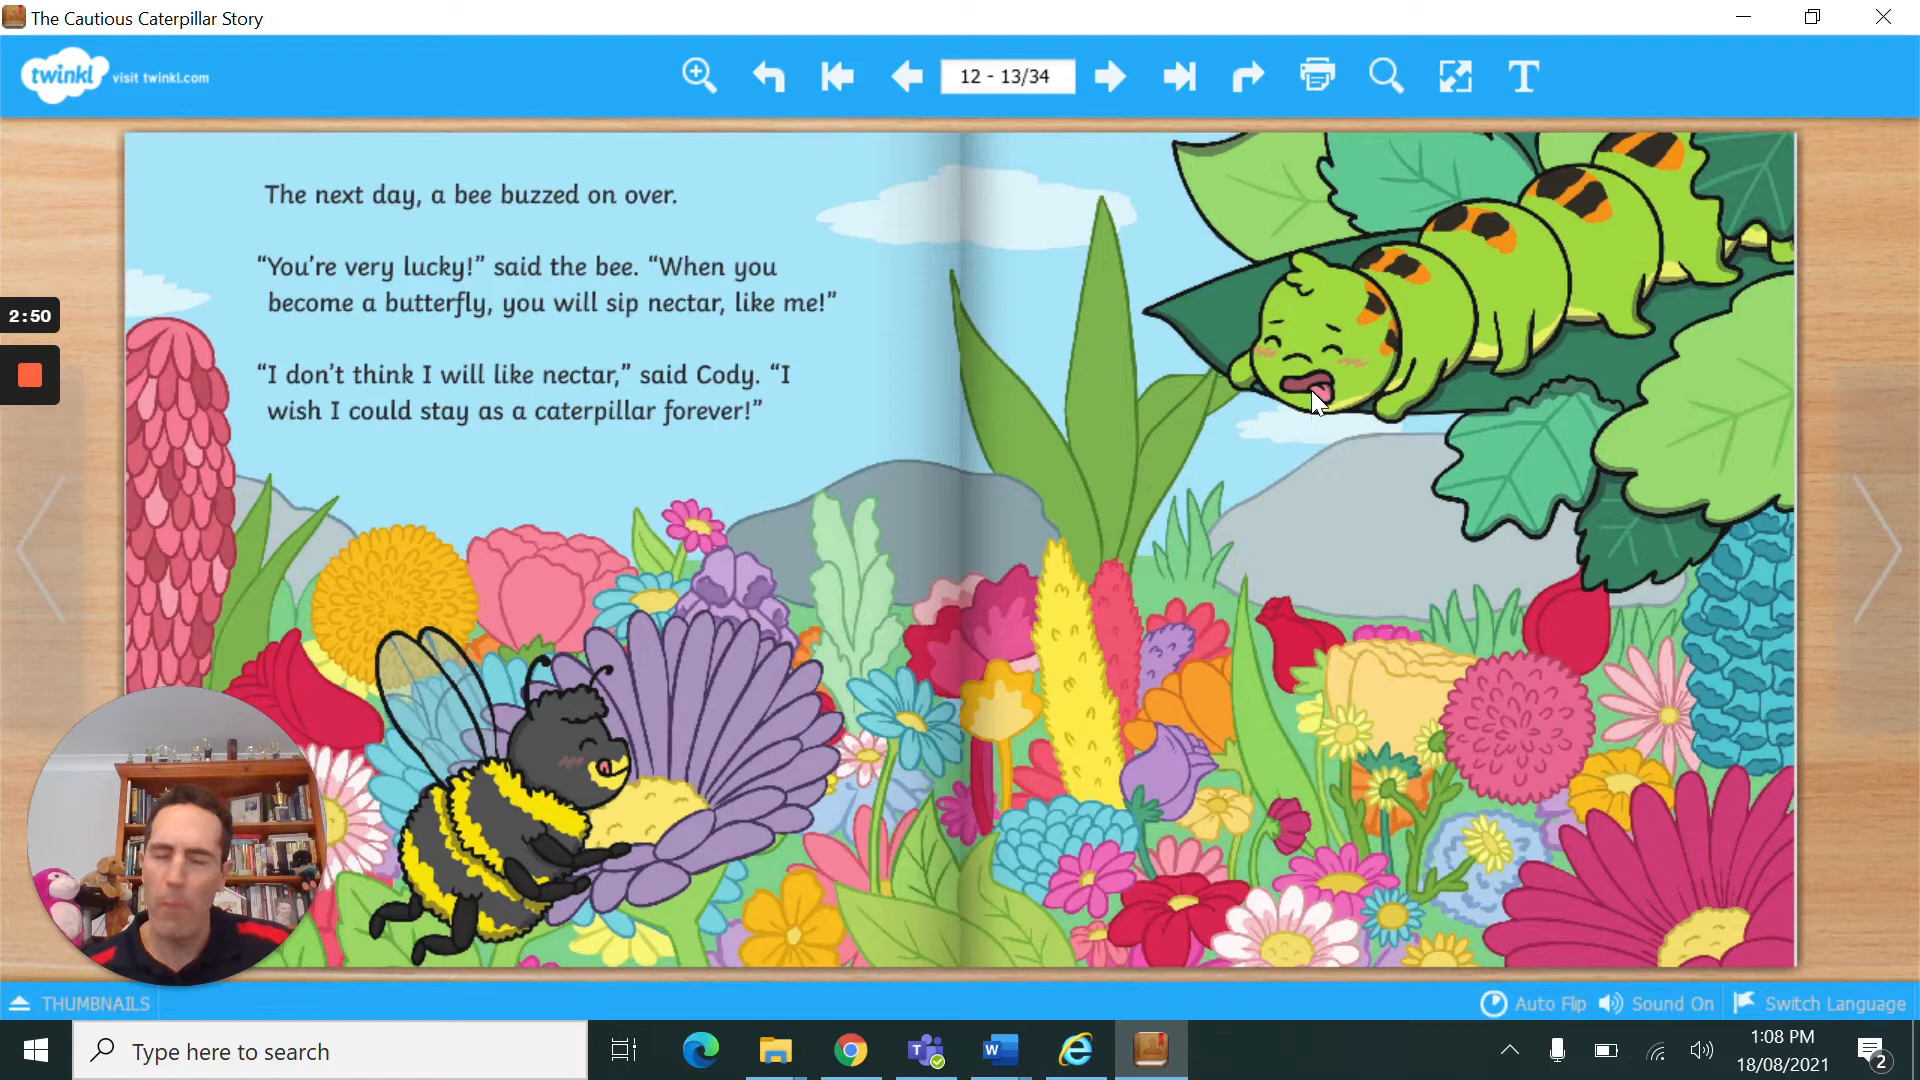 The Cautious Caterpillar Story
twinkl visit twinkl.com
12 - 13/34
T
The next day, a bee buzzed on over.
“You’re very lucky!” said the bee. “When you
become a butterfly, you will sip nectar, like me!”
“I don’t think I will like nectar,” said Cody. “I
wish I could stay as a caterpillar forever!”
2:50
THUMBNAILS
Auto Flip
Sound On
Switch Language
Type here to search
1:08 PM
18/08/2021
2